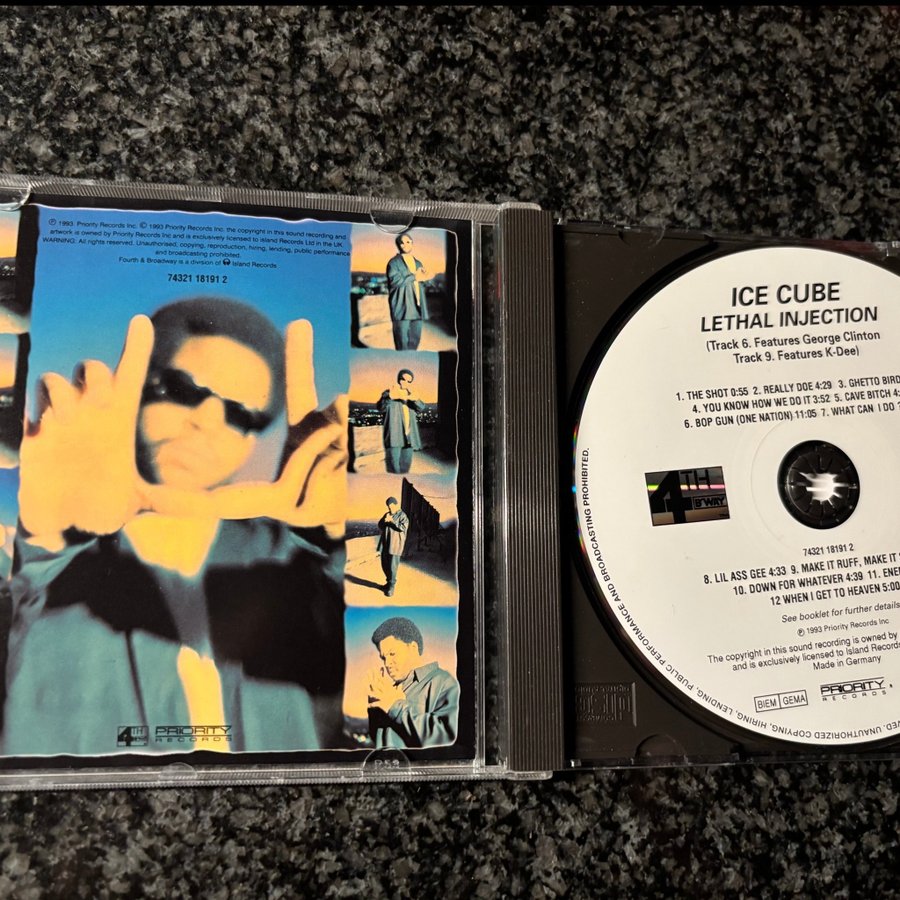 ℗ 1993 Priority Records Inc. © 1993 Priority Records Inc. the copyright in this sound recording and
artwork is owned by Priority Records Inc and is exclusively licensed to Island Records Ltd in the UK
WARNING: All rights reserved. Unauthorised, copying, reproduction, hiring, lending, public performance
and broadcasting prohibited.
Fourth & Broadway is a division of Island Records
74321 18191 2
4TH
PRIORITY
RECORDS
ICE CUBE
LETHAL INJECTION
(Track 6. Features George Clinton
Track 9. Features K-Dee)
1. THE SHOT 0:55 2. REALLY DOE 4:29 3. GHETTO BIRD
4. YOU KNOW HOW WE DO IT 3:52 5. CAVE BITCH 4:
6. BOP GUN (ONE NATION) 11:05 7. WHAT CAN I DO
4TH
B'WAY
74321 18191 2
8. LIL ASS GEE 4:33 9. MAKE IT RUFF, MAKE IT
10. DOWN FOR WHATEVER 4:39 11.
12 WHEN I GET TO HEAVEN 5:00
See booklet for further details
℗ 1993 Priority Records Inc
The copyright in this sound recording is owned by
and is exclusively licensed to Island Records
Made in Germany
BIEM GEMA
PRIORITY
RECORDS
UNAUTHORIZED COPYING, HIRING, LENDING, PUBLIC PERFORMANCE AND BROADCASTING PROHIBITED.